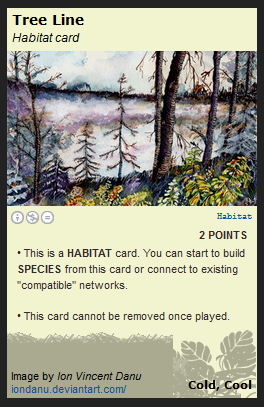 Tree Line
Habitat card
Habitat
2 POINTS
• This is a HABITAT card. You can start to build
SPECIES from this card or connect to existing
"compatible" networks.
• This card cannot be removed once played.
Image by Ion Vincent Danu
iondanu.deviantart.com/
Cold, Cool